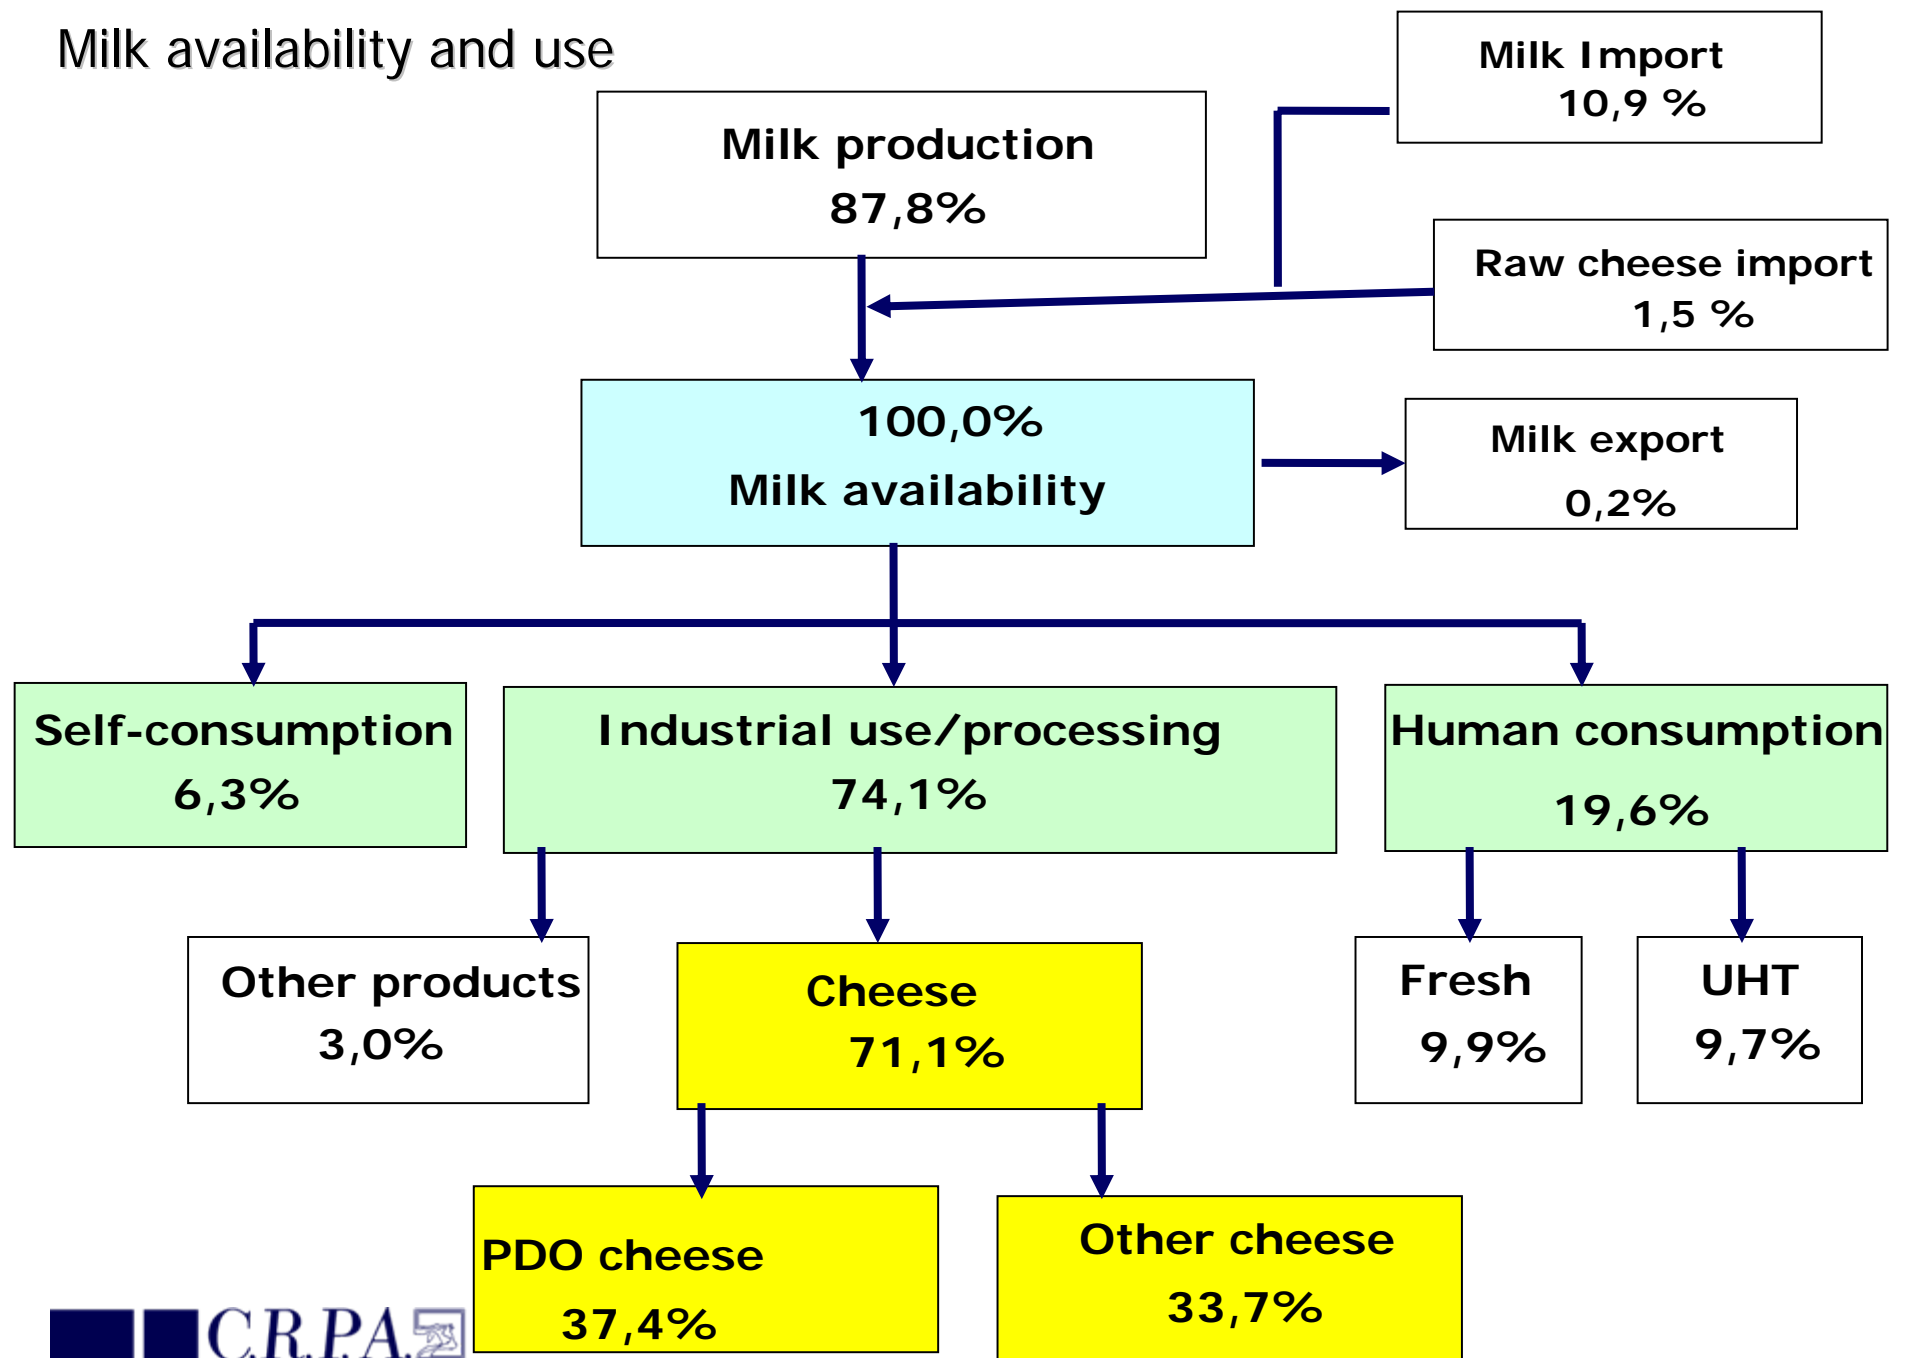 Milk availability and use
Milk Import
10,9 %
Milk production
87,8%
Raw cheese import
1,5 %
100,0%
Milk availability
Milk export
0,2%
Self-consumption
6,3%
Industrial use/processing
74,1%
Human consumption
19,6%
Other products
3,0%
Cheese
71,1%
Fresh
9,9%
UHT
9,7%
PDO cheese
37,4%
Other cheese
33,7%
C.R.P.A.